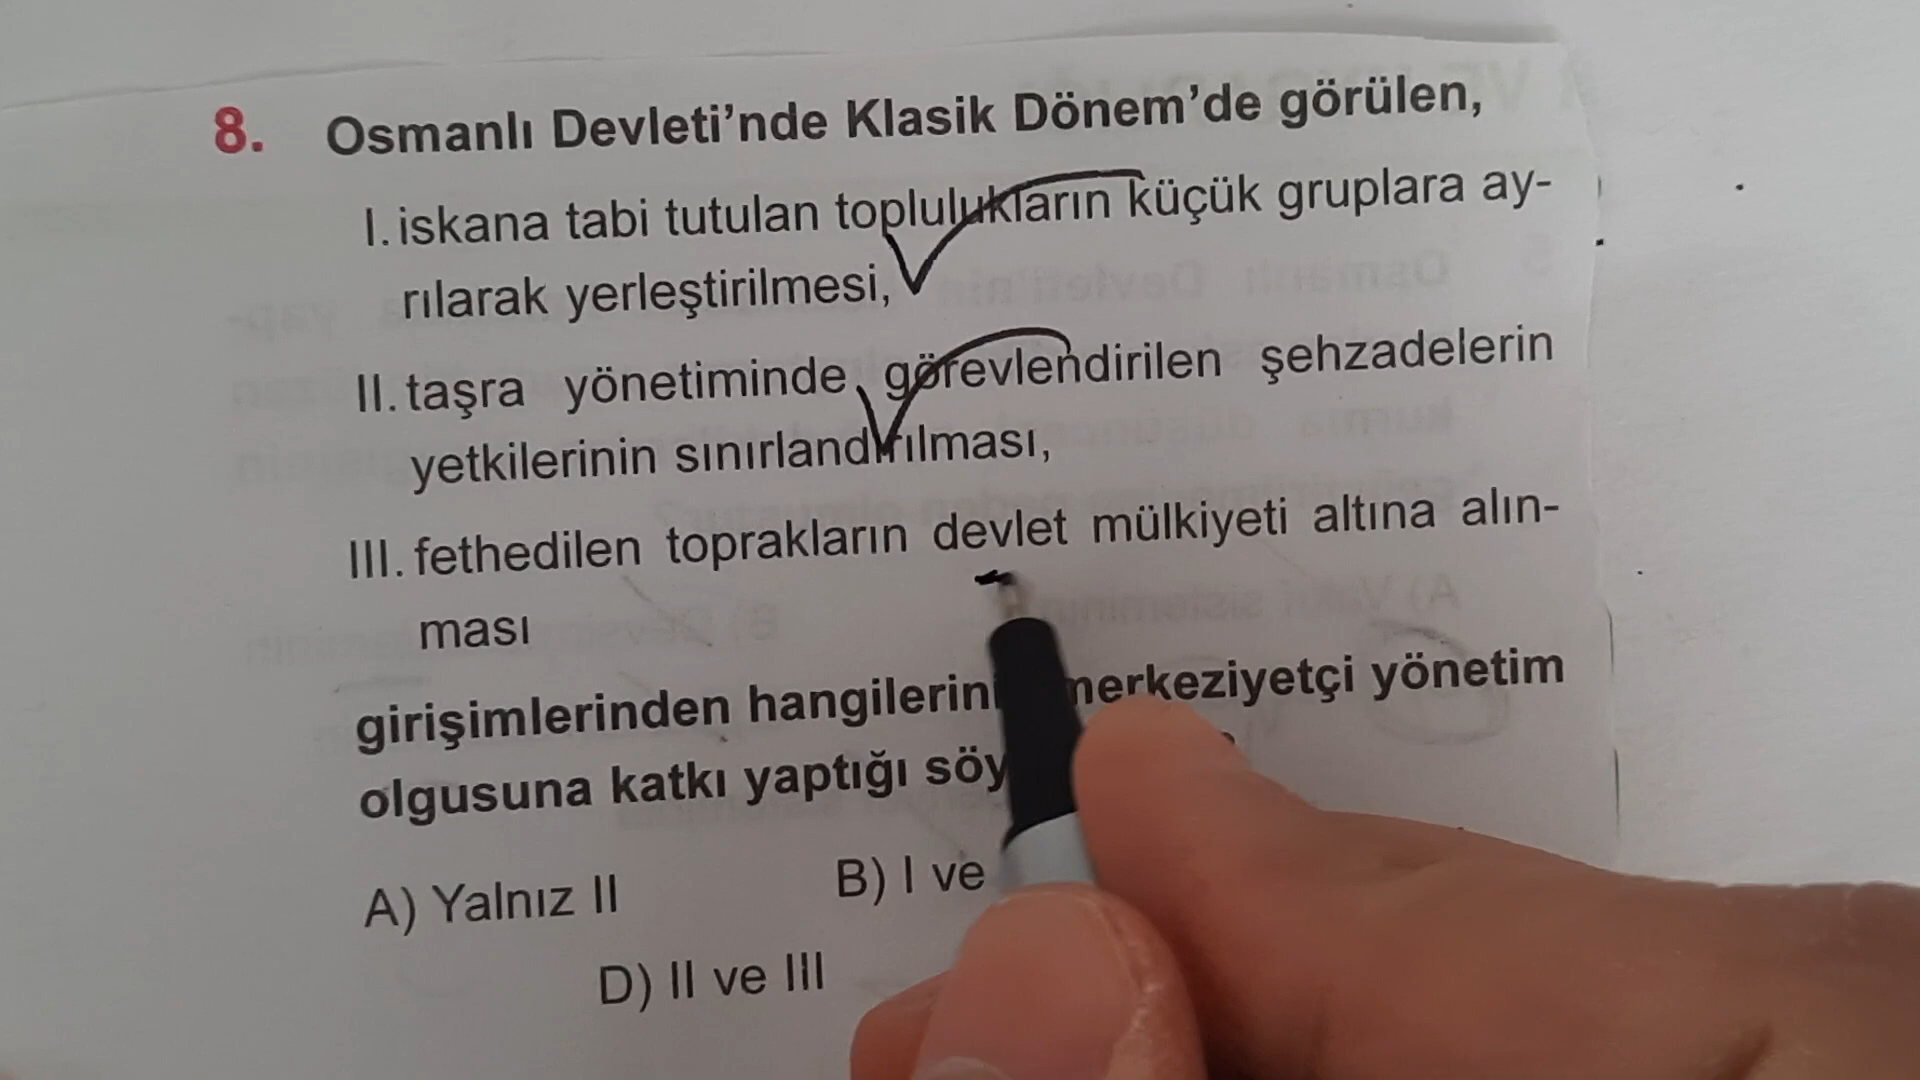 8. Osmanlı Devleti’nde Klasik Dönem’de görülen,
I. iskana tabi tutulan toplulukların küçük gruplara ay-
rılarak yerleştirilmesi,
II. taşra yönetiminde görevlendirilen şehzadelerin
yetkilerinin sınırlandırılması,
III. fethedilen toprakların devlet mülkiyeti altına alın-
ması
girişimlerinden hangilerini merkeziyetçi yönetim
olgusuna katkı yaptığı söy
A) Yalnız II B) I ve
D) II ve III